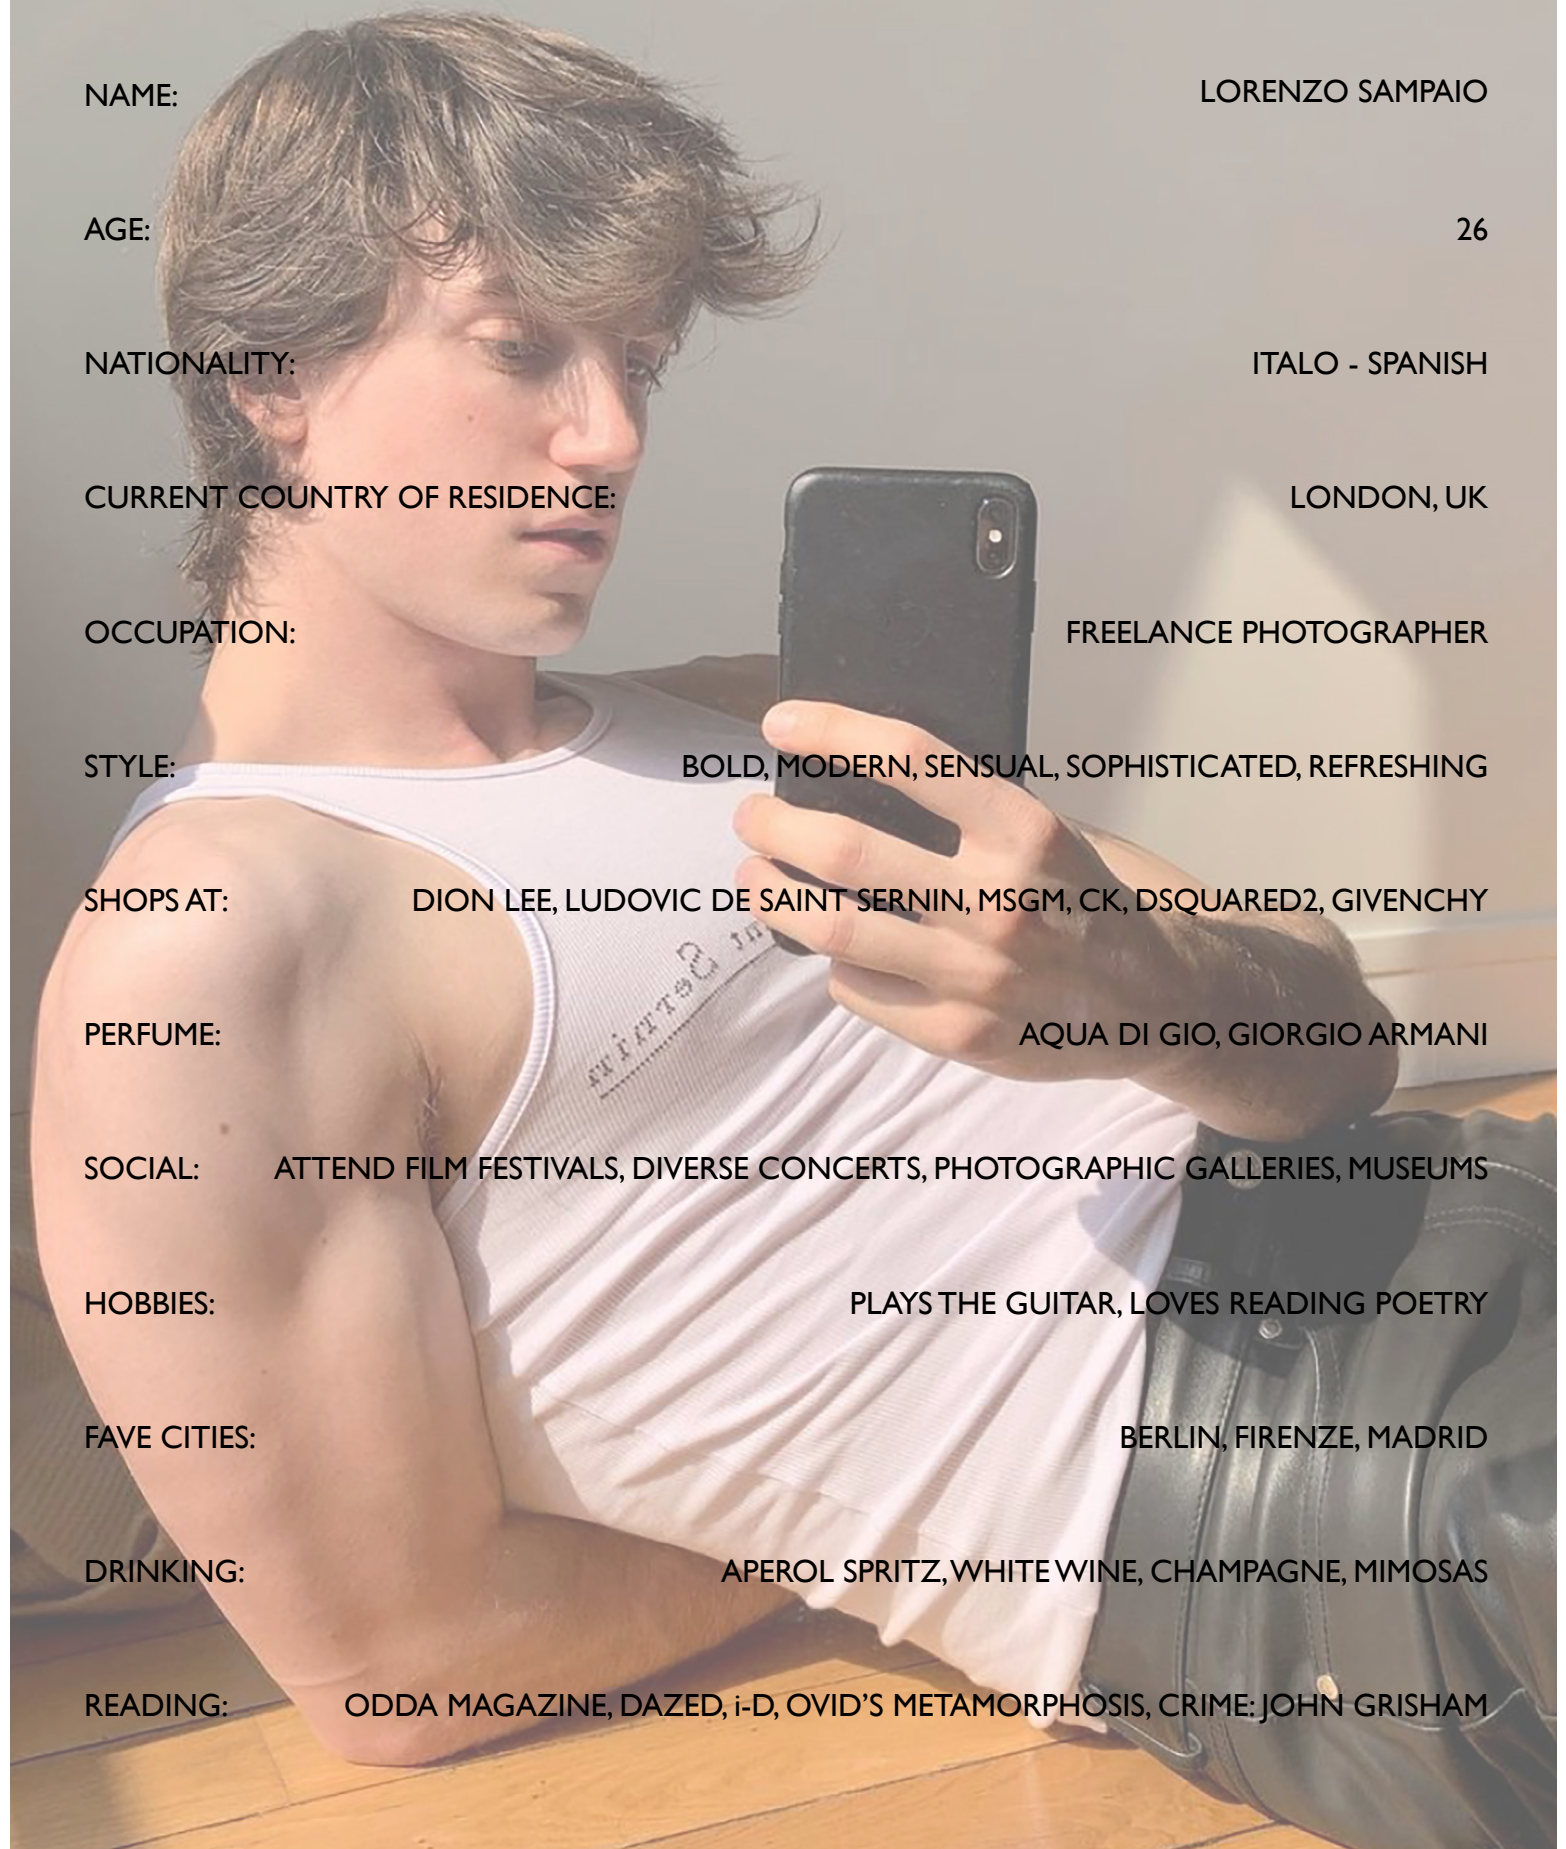 NAME: LORENZO SAMPAIO
AGE: 26
NATIONALITY: ITALO - SPANISH
CURRENT COUNTRY OF RESIDENCE: LONDON, UK
OCCUPATION: FREELANCE PHOTOGRAPHER
STYLE: BOLD, MODERN, SENSUAL, SOPHISTICATED, REFRESHING
SHOPS AT: DION LEE, LUDOVIC DE SAINT SERNIN, MSGM, CK, DSQUARED2, GIVENCHY
Sernin
PERFUME: AQUA DI GIO, GIORGIO ARMANI
SOCIAL: ATTEND FILM FESTIVALS, DIVERSE CONCERTS, PHOTOGRAPHIC GALLERIES, MUSEUMS
HOBBIES: PLAYS THE GUITAR, LOVES READING POETRY
FAVE CITIES: BERLIN, FIRENZE, MADRID
DRINKING: APEROL SPRITZ, WHITE WINE, CHAMPAGNE, MIMOSAS
READING: ODDA MAGAZINE, DAZED, i-D, OVID'S METAMORPHOSIS, CRIME: JOHN GRISHAM